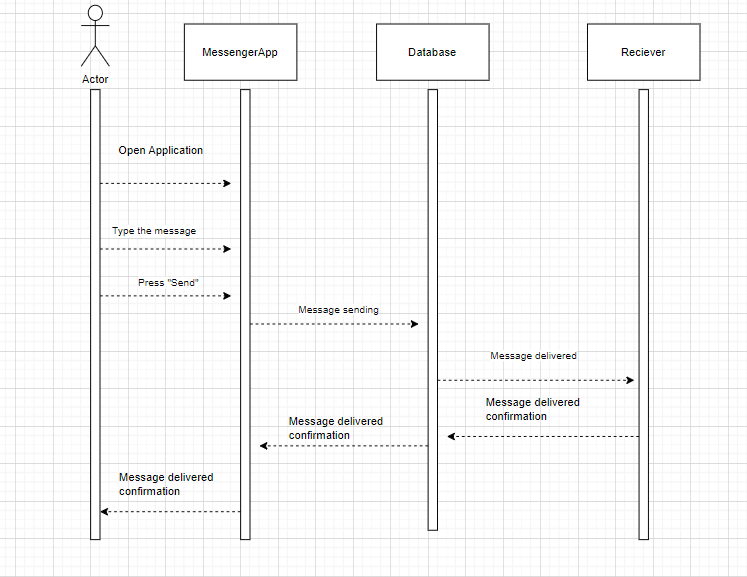 Actor
MessengerApp
Database
Reciever
Open Application
Type the message
Press "Send"
Message sending
Message delivered
Message delivered
confirmation
Message delivered
confirmation
Message delivered
confirmation